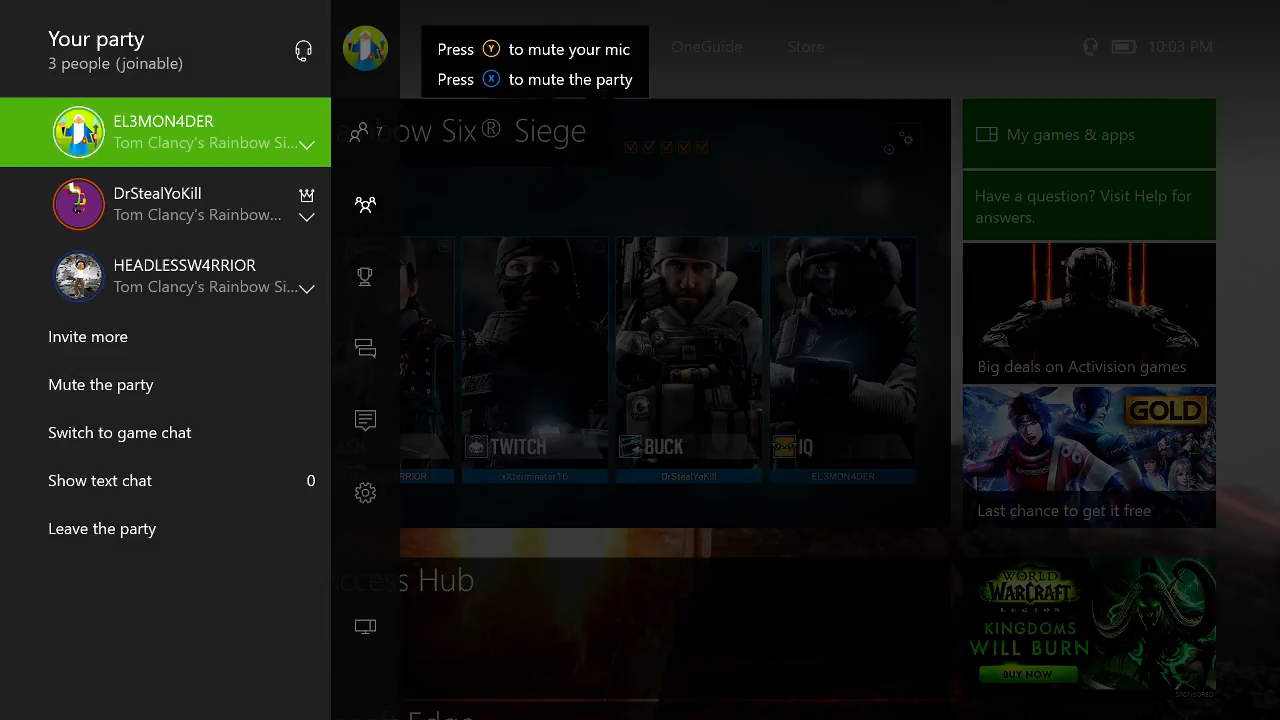 Your party
3 people (joinable)
EL3MON4DER
Tom Clancy's Rainbow Si...
DrStealYoKill
Tom Clancy's Rainbow...
HEADLESSW4RRIOR
Tom Clancy's Rainbow Si...
Invite more
Mute the party
Switch to game chat
Show text chat 0
Leave the party
7
Press Y to mute your mic
Press X to mute the party
OneGuide
Store
10:03 PM
bow Six® Siege
TWITCH
BUCK
IQ
RRIOR
xXterminater16
DrStealYoKill
EL3MON4DER
My games & apps
Have a question? Visit Help for
answers.
Big deals on Activision games
GOLD
Last chance to get it free
ccess Hub
WORLD
WARCRAFT
LEGION
KINGDOMS
WILL BURN
BUY NOW
SPONSORED